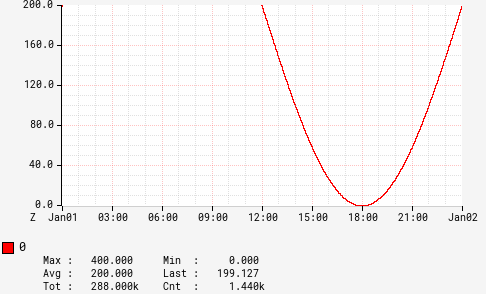 200.0
160.0
120.0
80.0
40.0
0.0
Z Jan01 03:00 06:00 09:00 12:00 15:00 18:00 21:00 Jan02
0
Max : 400.000 Min : 0.000
Avg : 200.000 Last : 199.127
Tot : 288.000k Cnt : 1.440k